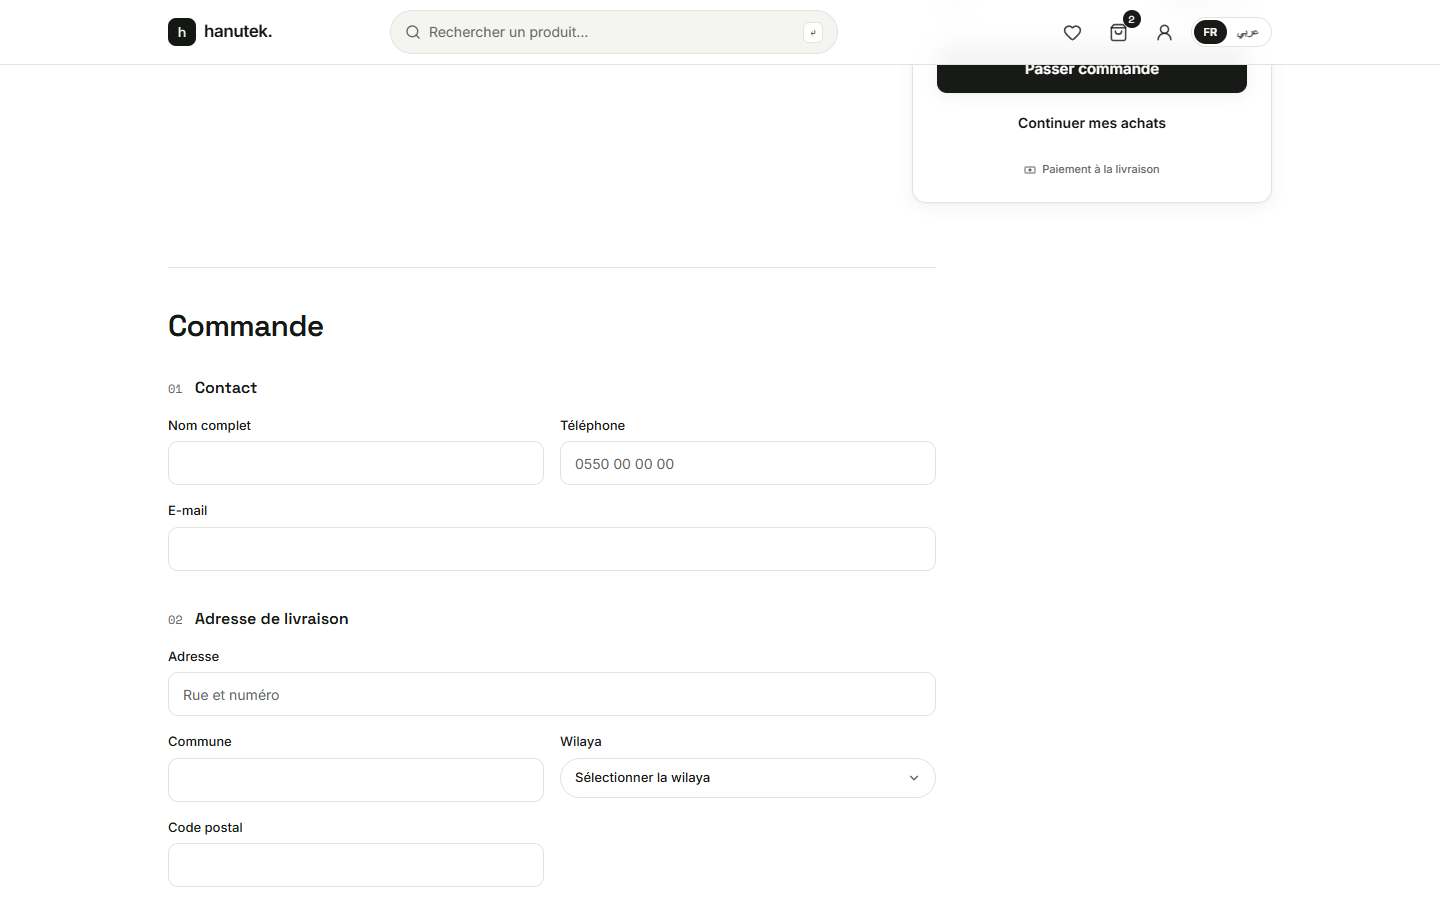 h hanutek.
Rechercher un produit...
2
FR عربي
Passer commande
Continuer mes achats
Paiement à la livraison
Commande
01 Contact
Nom complet
Téléphone
0550 00 00 00
E-mail
02 Adresse de livraison
Adresse
Rue et numéro
Commune
Wilaya
Sélectionner la wilaya
Code postal